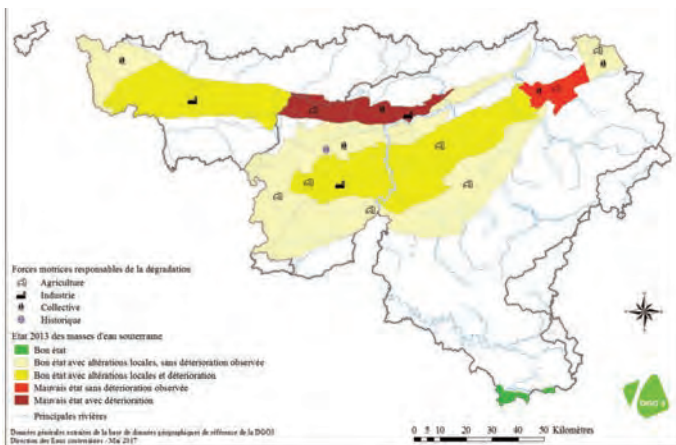 Forces motrices responsables de la dégradation
Agriculture
Industrie
Collective
Historique
Etat 2013 des masses d'eau souterraine
Bon état
Bon état avec altérations locales, sans déterioration observée
Bon état avec altérations locales et déterioration
Mauvais état sans déterioration observée
Mauvais état avec déterioration
Principales rivières
Données générales extraites de la base de données géographiques de référence de la DGO3
Direction des Eaux souterraines - Mai 2017
0 5 10 20 30 40 50 Kilomètres